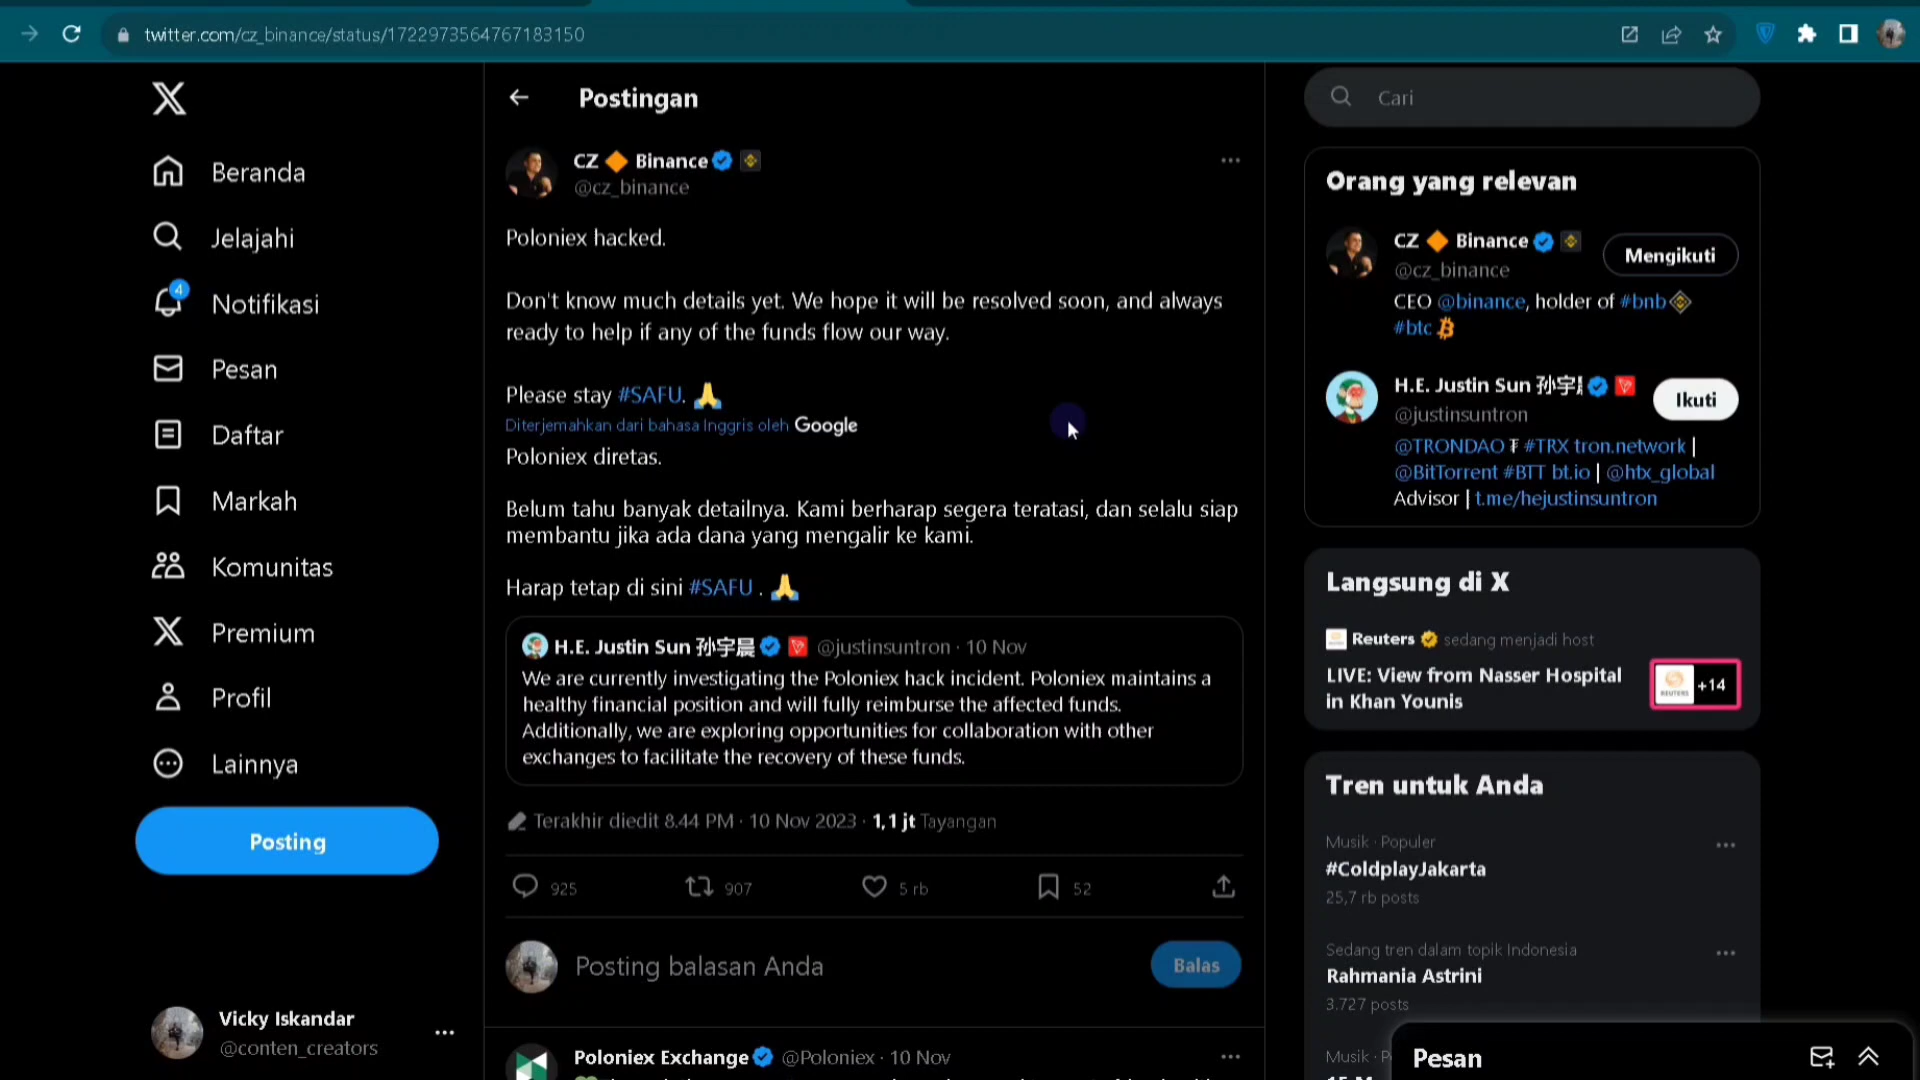 twitter.com/cz_binance/status/1722973564767183150
Beranda
Jelajahi
4
Notifikasi
Pesan
Daftar
Markah
Komunitas
Premium
Profil
Lainnya
Posting
Vicky Iskandar
@conten_creators
Postingan
CZ 🔶 Binance
@cz_binance
Poloniex hacked.
Don't know much details yet. We hope it will be resolved soon, and always
ready to help if any of the funds flow our way.
Please stay #SAFU. 🙏
Diterjemahkan dari bahasa Inggris oleh Google
Poloniex diretas.
Belum tahu banyak detailnya. Kami berharap segera teratasi, dan selalu siap
membantu jika ada dana yang mengalir ke kami.
Harap tetap di sini #SAFU . 🙏
H.E. Justin Sun 孙宇晨 @justinsuntron · 10 Nov
We are currently investigating the Poloniex hack incident. Poloniex maintains a
healthy financial position and will fully reimburse the affected funds.
Additionally, we are exploring opportunities for collaboration with other
exchanges to facilitate the recovery of these funds.
Terakhir diedit 8.44 PM · 10 Nov 2023 · 1,1 jt Tayangan
925 907 5 rb 52
Posting balasan Anda
Balas
Poloniex Exchange @Poloniex · 10 Nov
Cari
Orang yang relevan
CZ 🔶 Binance
@cz_binance
Mengikuti
CEO @binance, holder of #bnb
#btc
H.E. Justin Sun 孙宇
@justinsuntron
Ikuti
@TRONDAO ₮ #TRX tron.network |
@BitTorrent #BTT bt.io | @htx_global
Advisor | t.me/hejustinsuntron
Langsung di X
Reuters sedang menjadi host
LIVE: View from Nasser Hospital
in Khan Younis
REUTERS
+14
Tren untuk Anda
Musik · Populer
#ColdplayJakarta
25,7 rb posts
Sedang tren dalam topik Indonesia
Rahmania Astrini
3.727 posts
Musik
Pesan